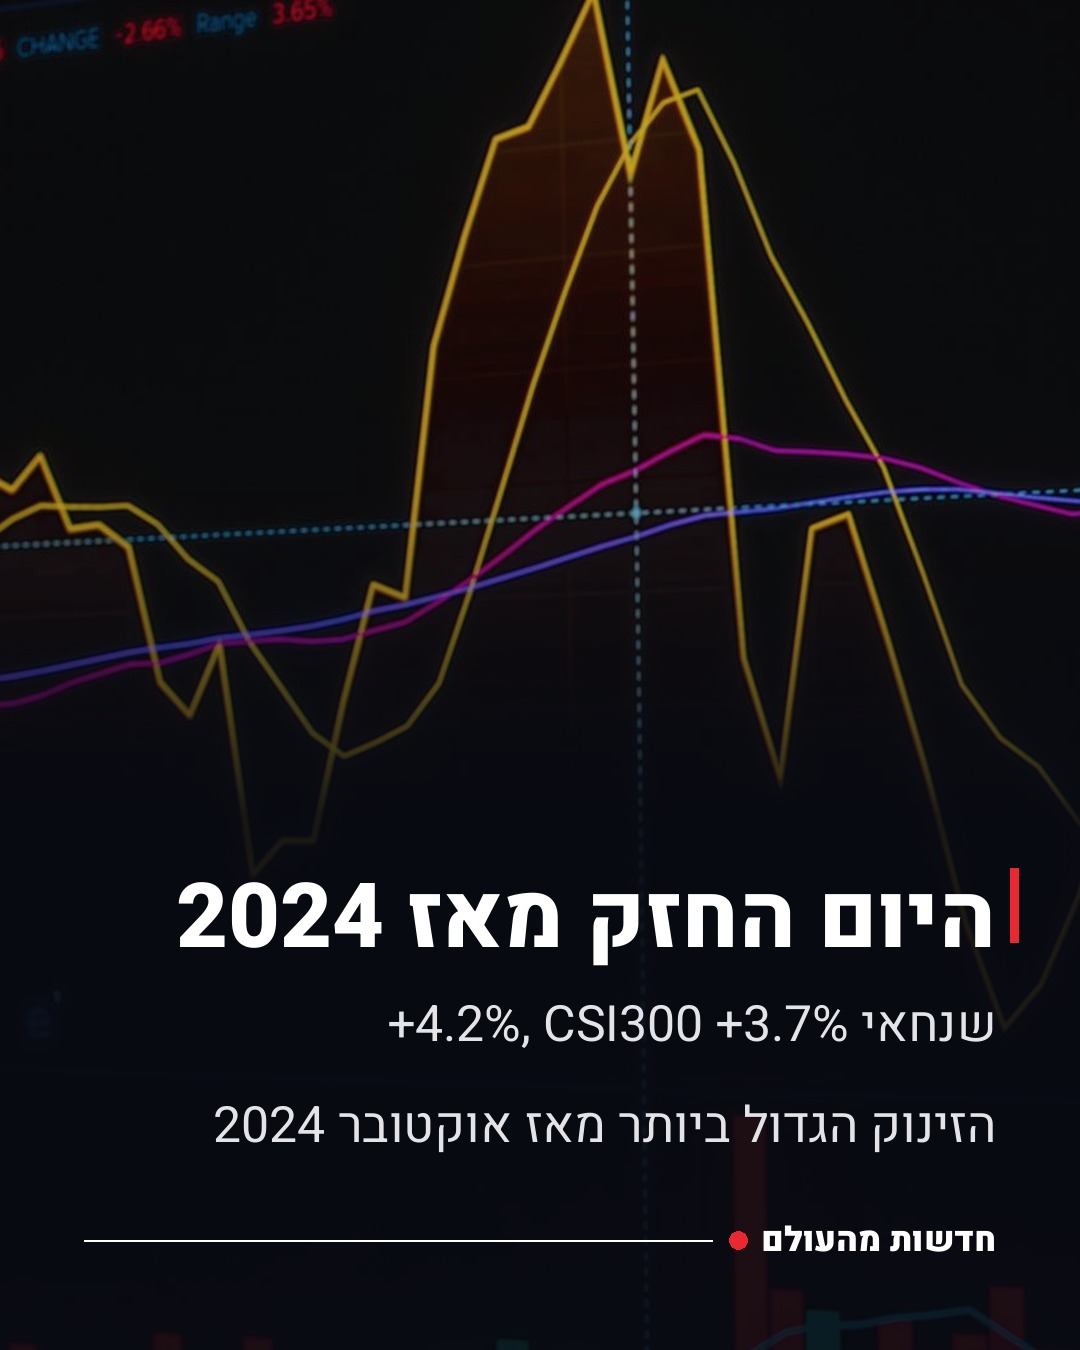 CHANGE -2.66% Range 3.65%
היום החזק מאז 2024
שנחאי 3.7%+ CSI300 ,4.2%+
הזינוק הגדול ביותר מאז אוקטובר 2024
חדשות מהעולם